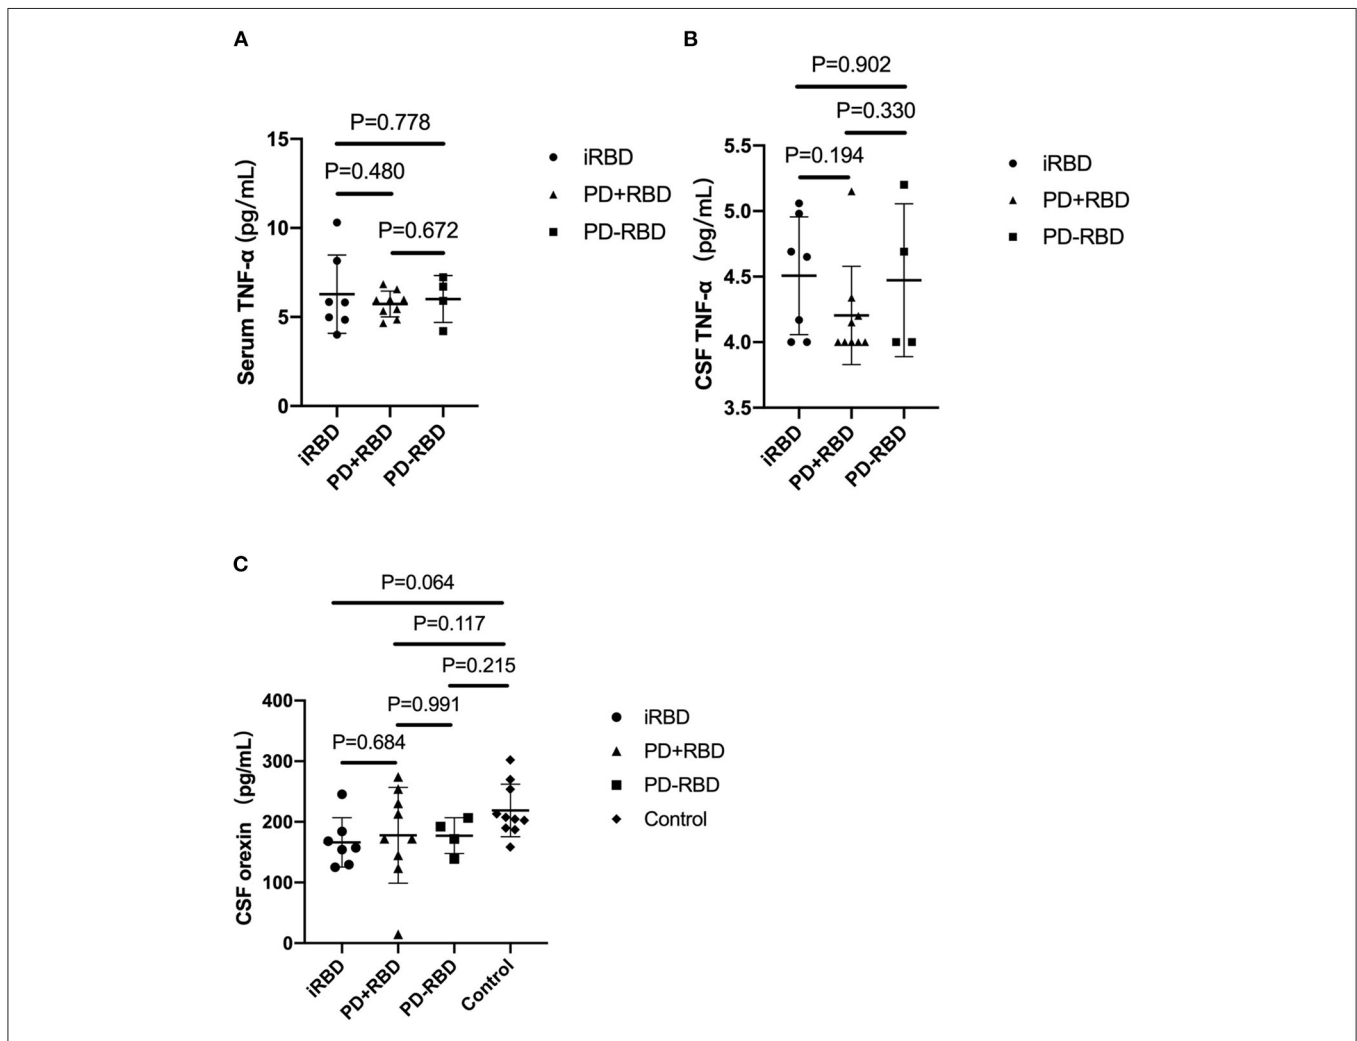 A
P=0.778
P=0.480
P=0.672
15
10
5
0
Serum TNF-α (pg/mL)
iRBD
PD+RBD
PD-RBD
iRBD
PD+RBD
PD-RBD
B
P=0.902
P=0.330
P=0.194
5.5
5.0
4.5
4.0
3.5
CSF TNF-α (pg/mL)
iRBD
PD+RBD
PD-RBD
iRBD
PD+RBD
PD-RBD
C
P=0.064
P=0.117
P=0.215
P=0.991
P=0.684
400
300
200
100
0
CSF orexin (pg/mL)
iRBD
PD+RBD
PD-RBD
Control
iRBD
PD+RBD
PD-RBD
Control